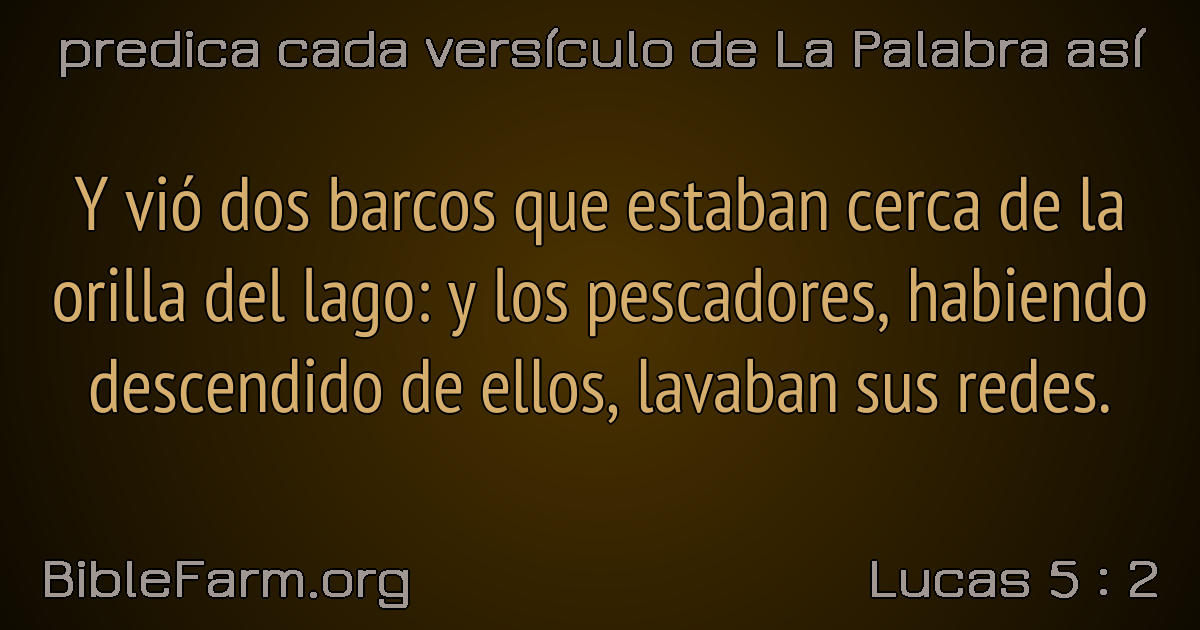 predica cada versículo de La Palabra así
Y vió dos barcos que estaban cerca de la
orilla del lago: y los pescadores, habiendo
descendido de ellos, lavaban sus redes.
BibleFarm.org
Lucas 5 : 2